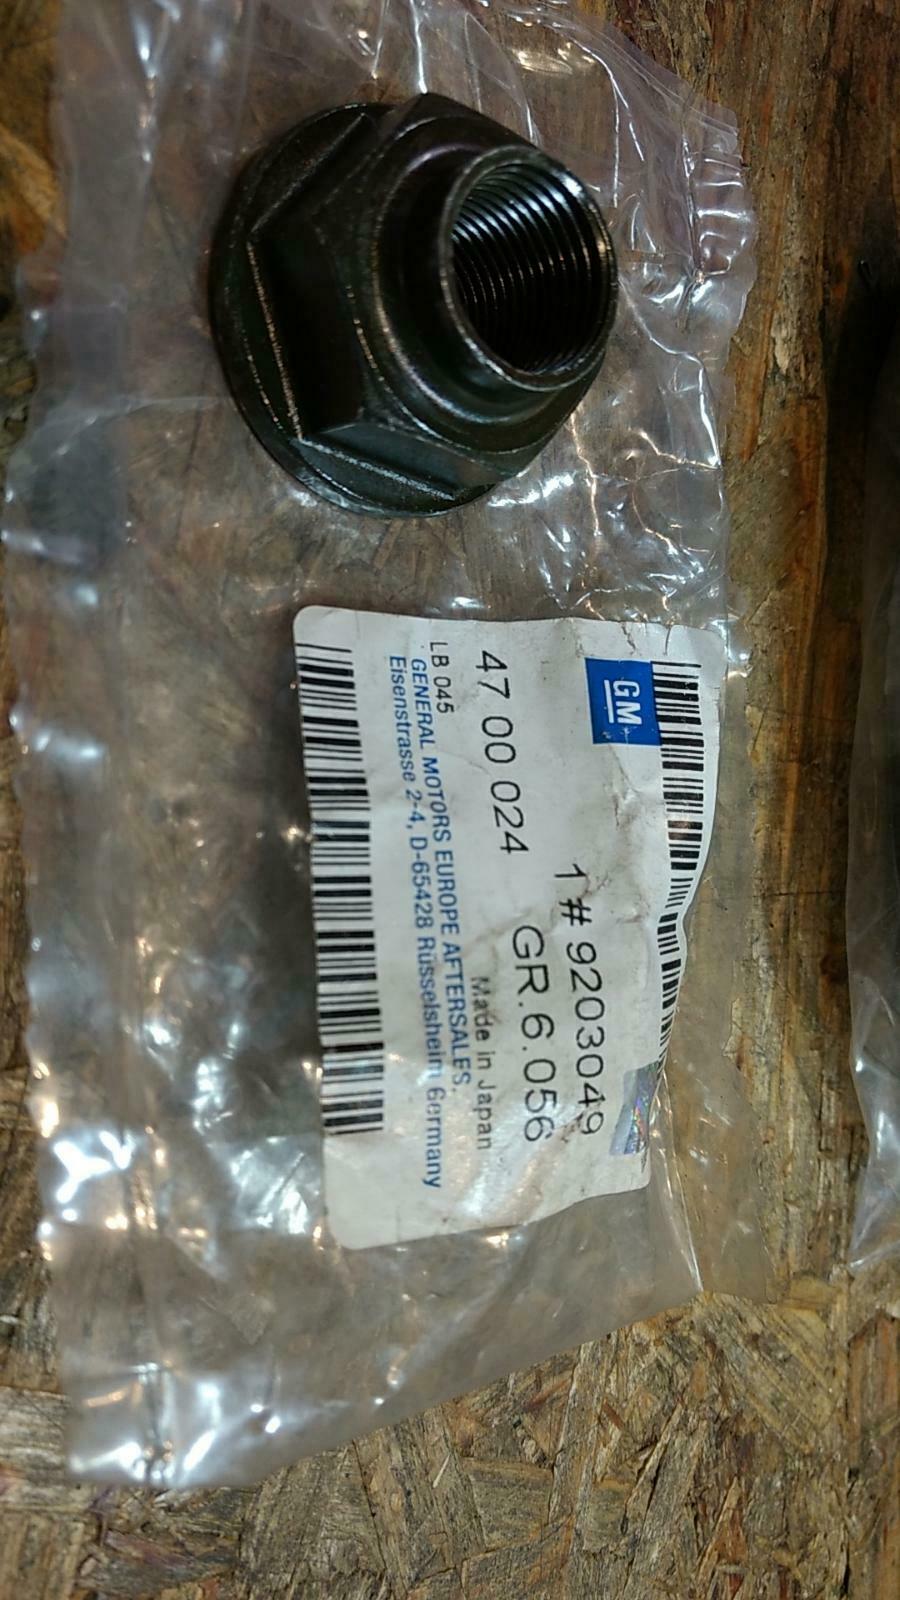 GM
1 # 9203049
47 00 024 GR.6.056
Made in Japan
LB 045
GENERAL MOTORS EUROPE AFTERSALES.
Eisenstrasse 2-4, D-65428 Rüsselsheim Germany